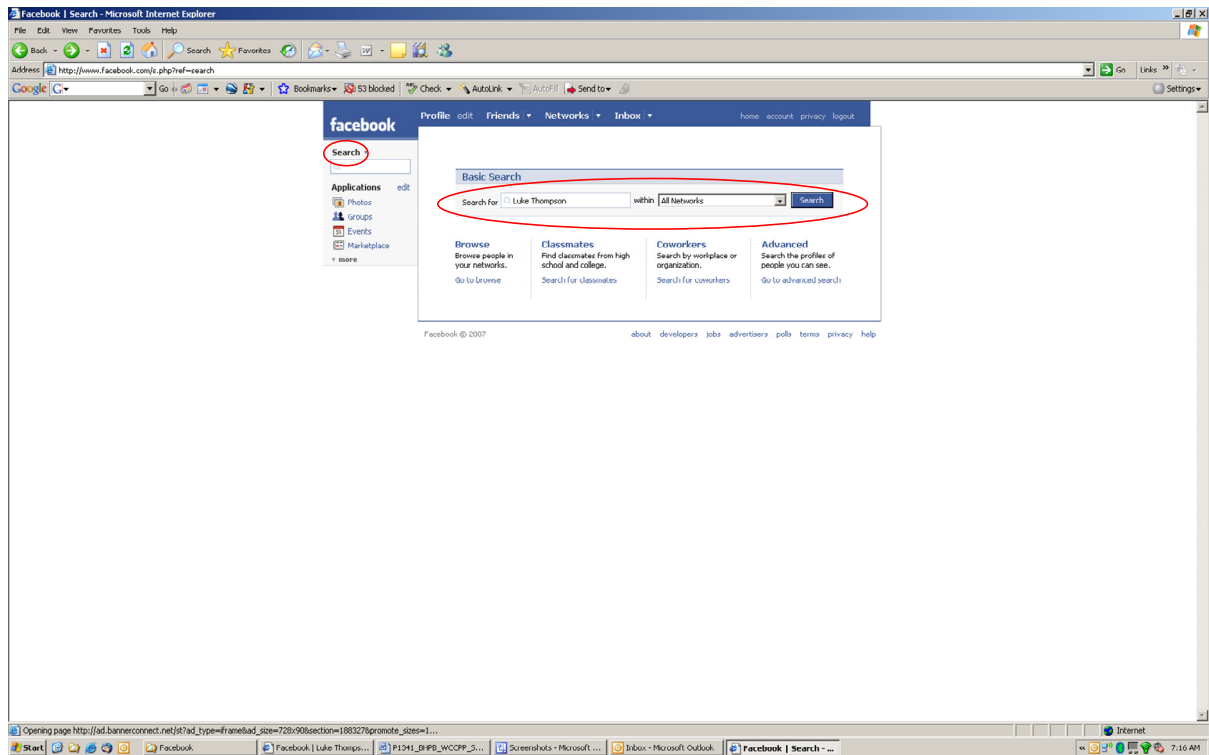 Facebook | Search - Microsoft Internet Explorer
File Edit View Favorites Tools Help
Back Search Favorites
Address http://www.facebook.com/s.php?ref=search Go Links »
Google G Go Bookmarks 53 blocked Check AutoLink AutoFill Send to Settings
facebook Profile edit Friends Networks Inbox home account privacy logout
Search
Applications edit
Photos
Groups
Events
Marketplace
more
Basic Search
Search for Luke Thompson within All Networks Search
Browse
Browse people in
your networks.
Go to browse
Classmates
Find classmates from high
school and college.
Search for classmates
Coworkers
Search by workplace or
organization.
Search for coworkers
Advanced
Search the profiles of
people you can see.
Go to advanced search
Facebook © 2007 about developers jobs advertisers polls terms privacy help
Opening page http://ad.bannerconnect.net/st?ad_type=iframe&ad_size=728x90&section=188327&promote_sizes=1... Internet
Start Facebook Facebook | Luke Thomps... P1341_BHPB_WCCPP_S... Screenshots - Microsoft ... Inbox - Microsoft Outlook Facebook | Search - ... 7:16 AM